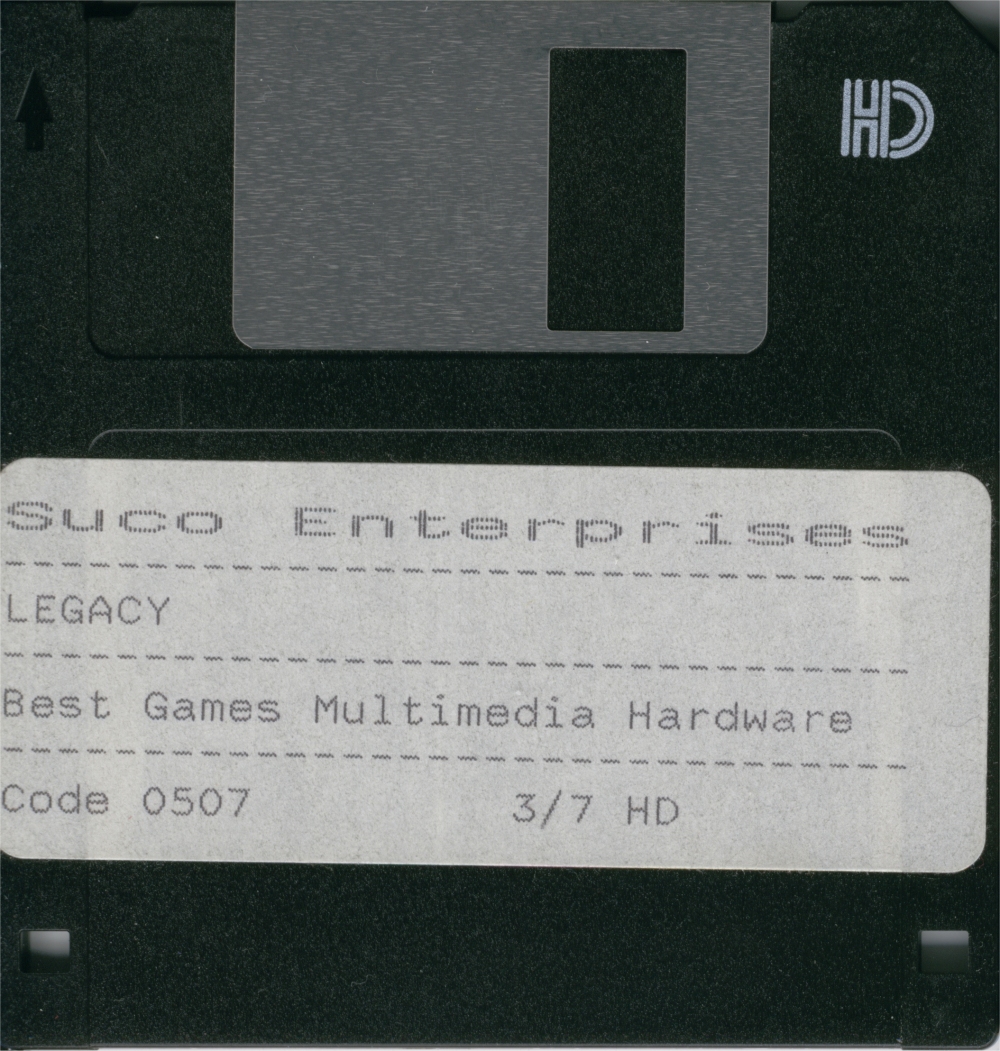 HD
Suco Enterprises
LEGACY
Best Games Multimedia Hardware
Code 0507 3/7 HD